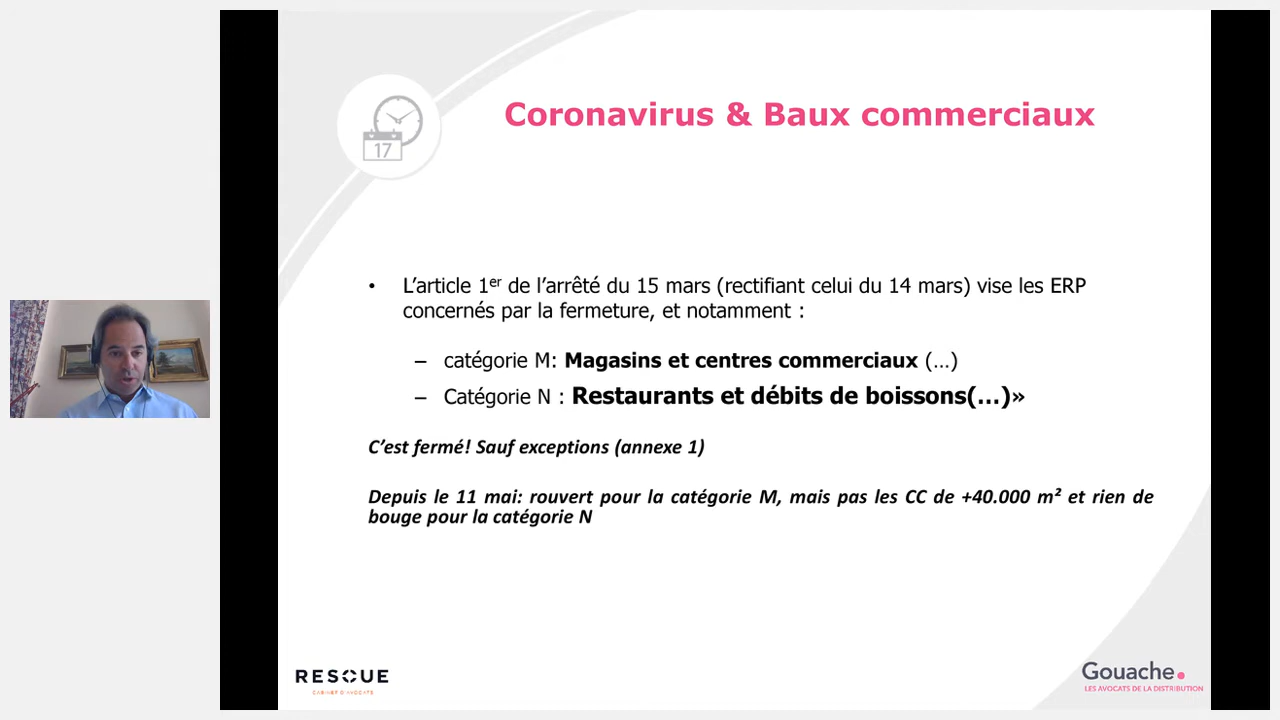 17
Coronavirus & Baux commerciaux
• L’article 1er de l’arrêté du 15 mars (rectifiant celui du 14 mars) vise les ERP
concernés par la fermeture, et notamment :
– catégorie M: Magasins et centres commerciaux (…)
– Catégorie N : Restaurants et débits de boissons(…)»
C’est fermé! Sauf exceptions (annexe 1)
Depuis le 11 mai: rouvert pour la catégorie M, mais pas les CC de +40.000 m² et rien de
bouge pour la catégorie N
RESCUE
CABINET D'AVOCATS
Gouache.
LES AVOCATS DE LA DISTRIBUTION